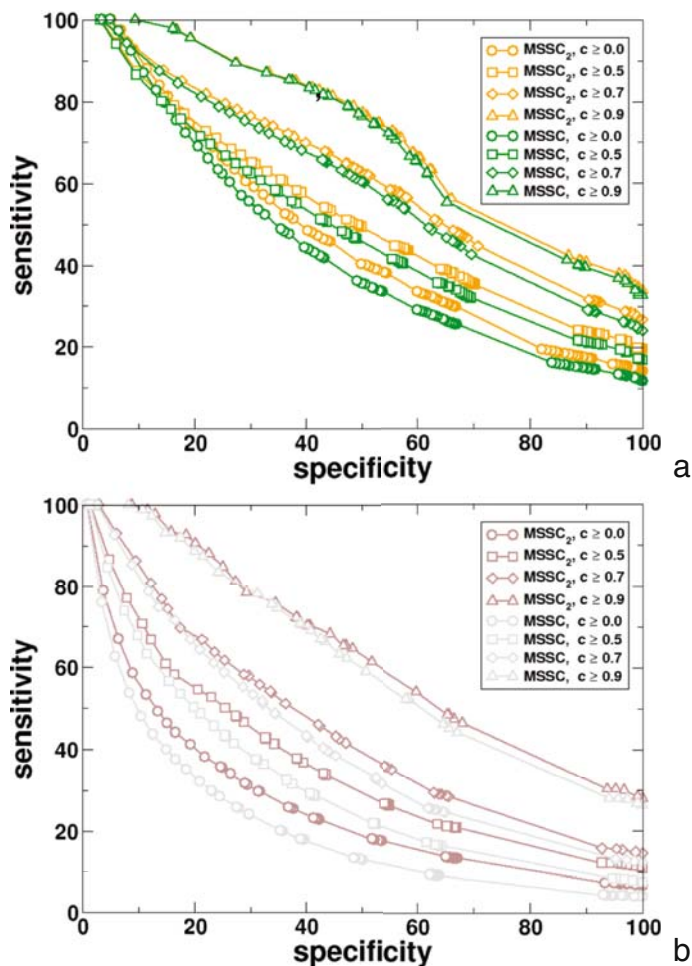 100
80
60
40
20
0
sensitivity
MSSC₂, c ≥ 0.0
MSSC₂, c ≥ 0.5
MSSC₂, c ≥ 0.7
MSSC₂, c ≥ 0.9
MSSC, c ≥ 0.0
MSSC, c ≥ 0.5
MSSC, c ≥ 0.7
MSSC, c ≥ 0.9
0 20 40 60 80 100
specificity
a
100
80
60
40
20
0
sensitivity
MSSC₂, c ≥ 0.0
MSSC₂, c ≥ 0.5
MSSC₂, c ≥ 0.7
MSSC₂, c ≥ 0.9
MSSC, c ≥ 0.0
MSSC, c ≥ 0.5
MSSC, c ≥ 0.7
MSSC, c ≥ 0.9
0 20 40 60 80 100
specificity
b